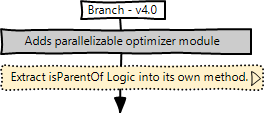 Branch - v4.0
Adds parallelizable optimizer module
Extract isParentOf Logic into its own method.